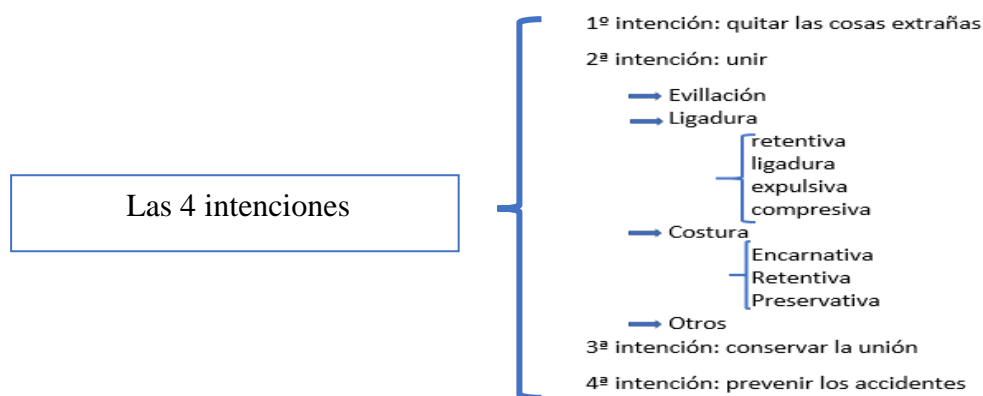 Las 4 intenciones
1º intención: quitar las cosas extrañas
2ª intención: unir
Evillación
Ligadura
retentiva
ligadura
expulsiva
compresiva
Costura
Encarnativa
Retentiva
Preservativa
Otros
3ª intención: conservar la unión
4ª intención: prevenir los accidentes